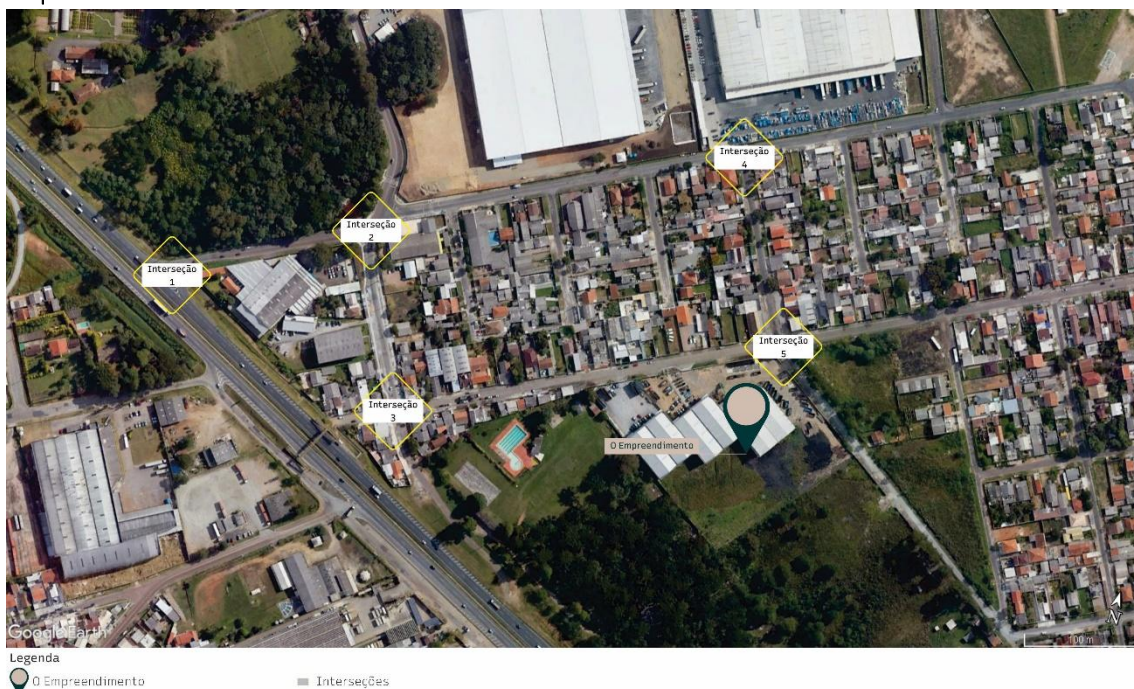 Interseção
4
Interseção
2
Interseção
1
Interseção
5
Interseção
3
O Empreendimento
Google Earth
100 m
N
Legenda
O Empreendimento
Interseções